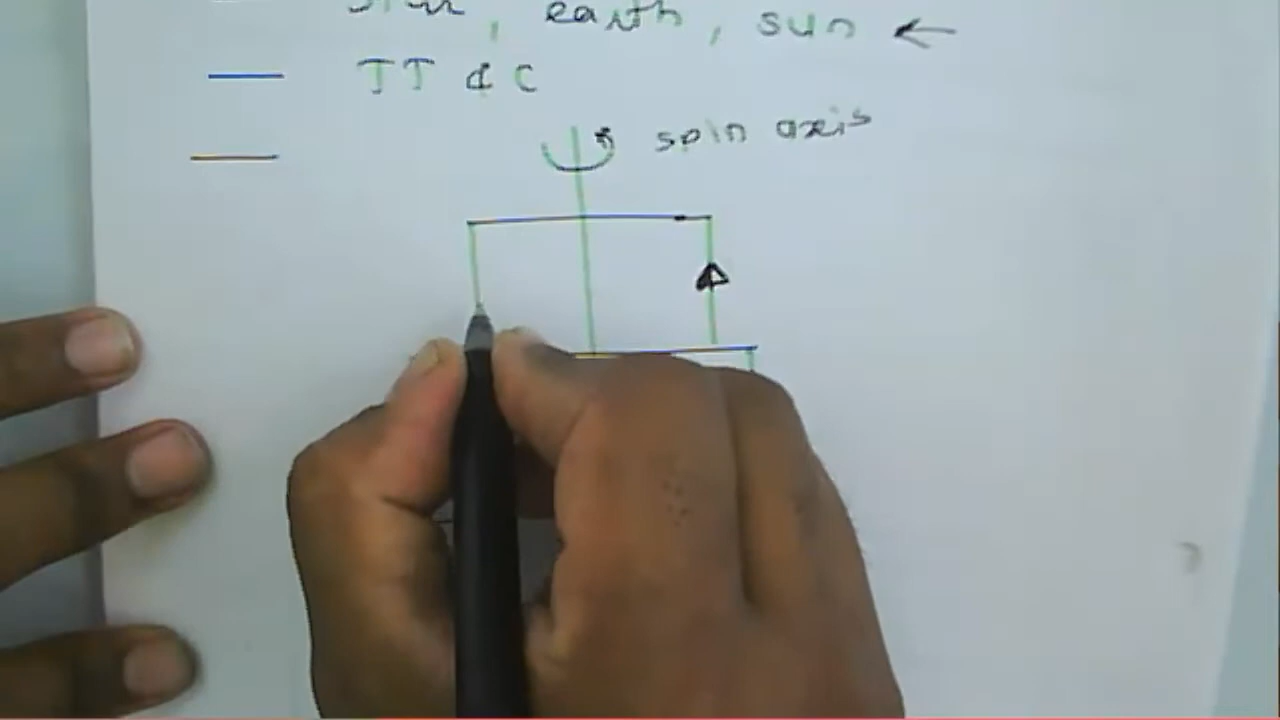 earth, sun ←
TT & C
spin axis